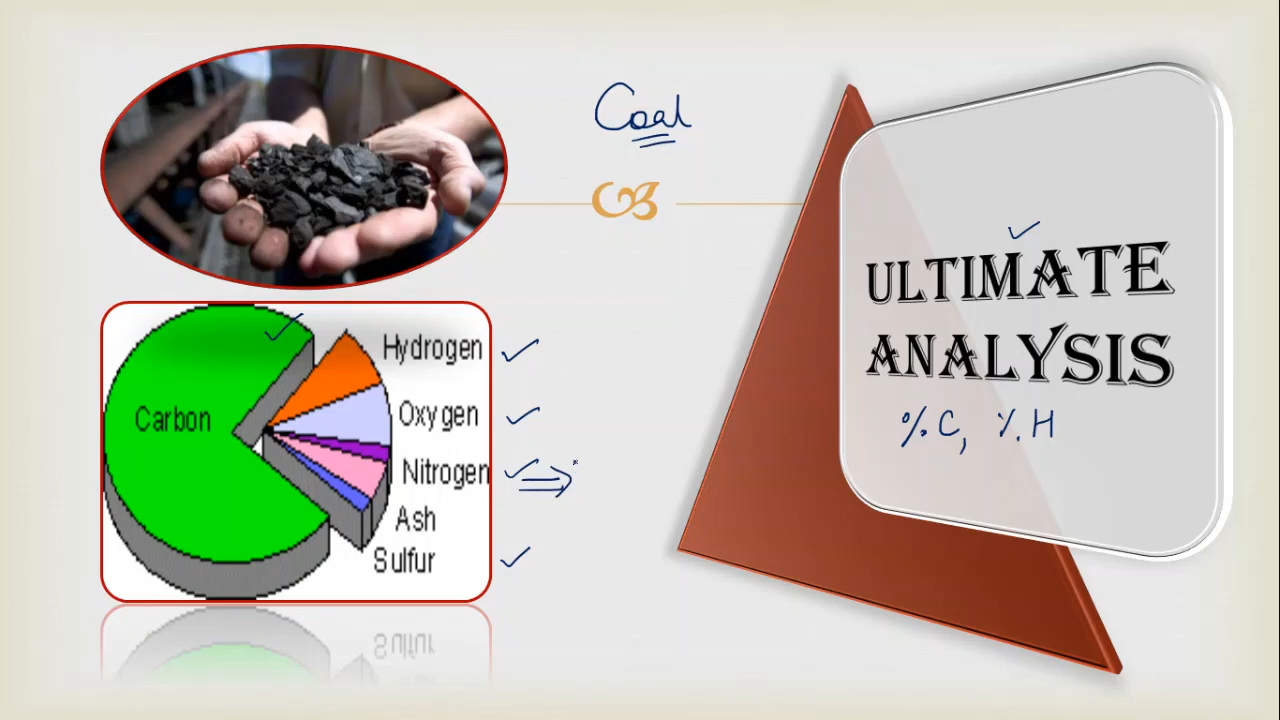 Coal
ULTIMATE
ANALYSIS
% C, % H
Carbon
Hydrogen
Oxygen
Nitrogen
Ash
Sulfur